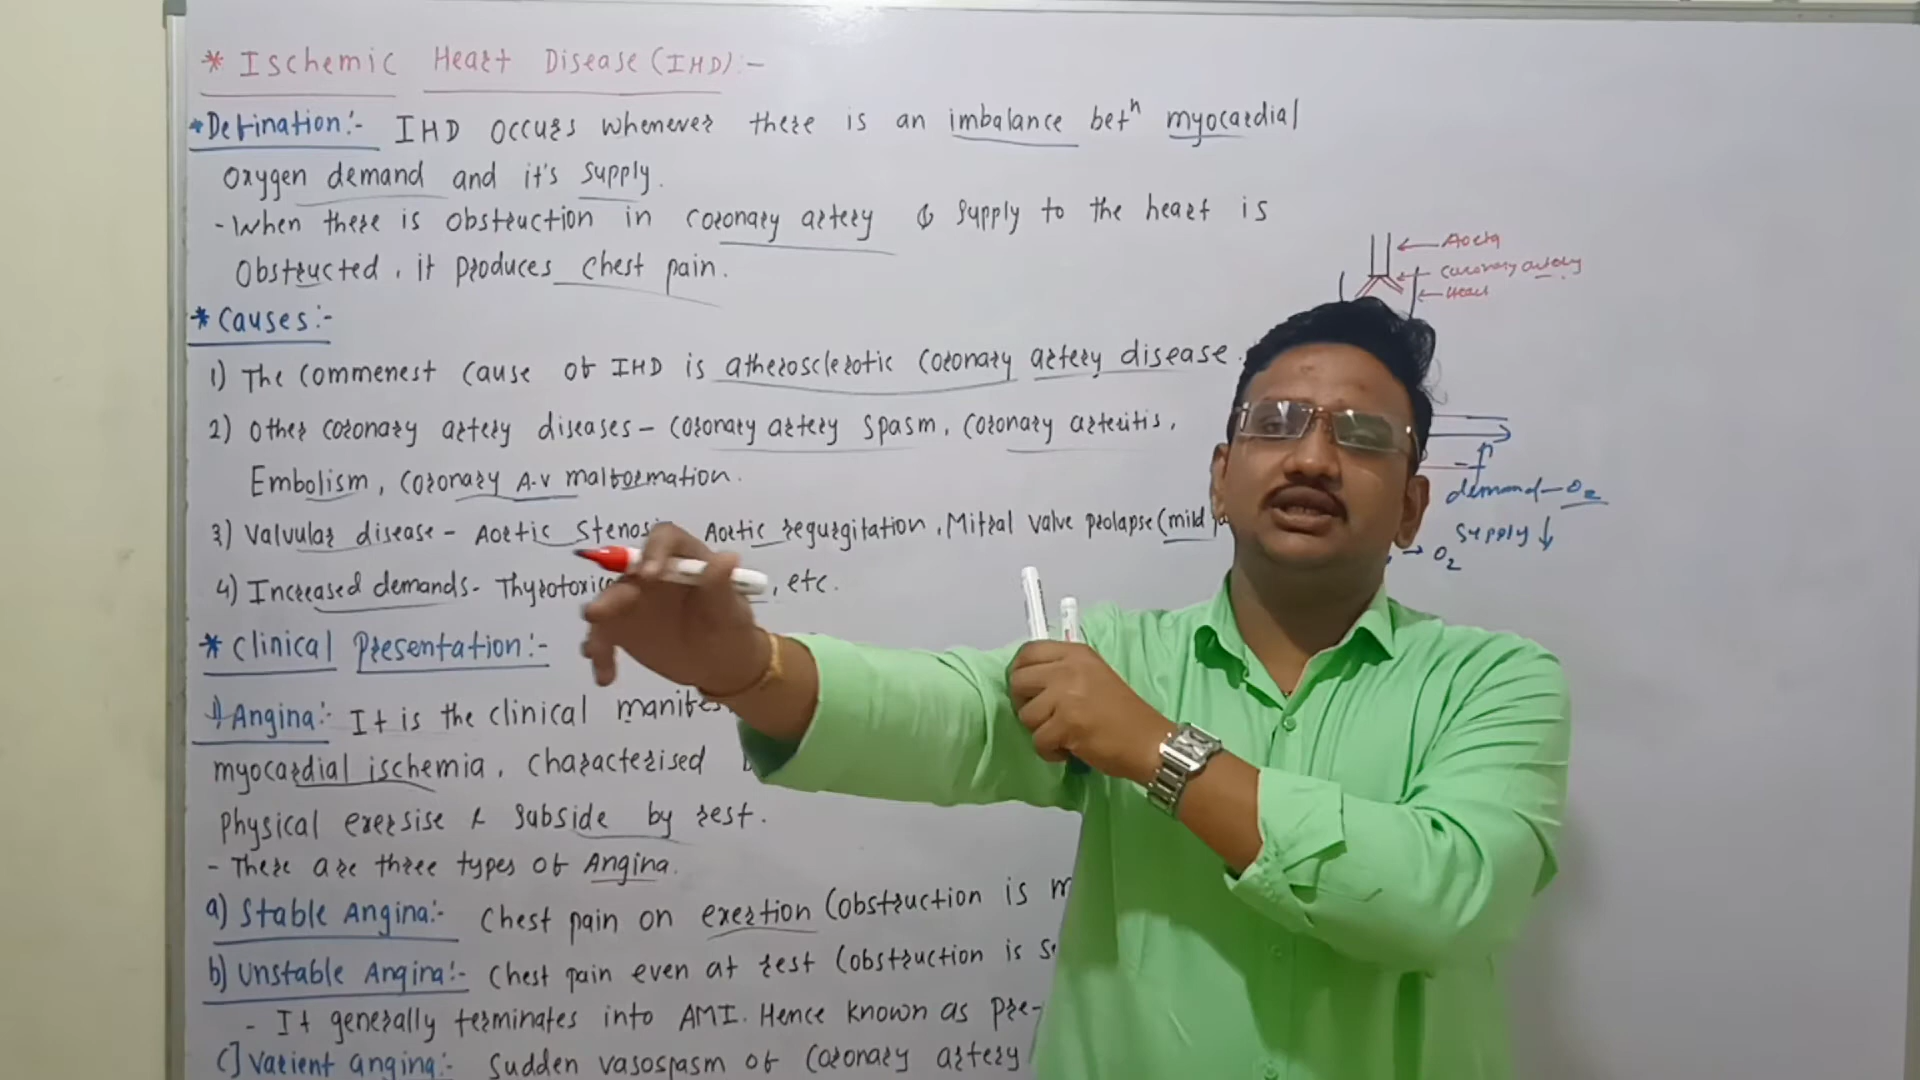 * Ischemic Heart Disease (IHD):-
* Defination:- IHD occurs whenever there is an imbalance betⁿ myocardial
oxygen demand and it's supply.
- When there is obstruction in coronary artery & supply to the heart is
obstructed, it produces chest pain.
* Causes:-
1) The commenest cause of IHD is atherosclerotic coronary artery disease.
2) Other coronary artery diseases - coronary artery spasm, coronary arteritis,
Embolism, coronary A-V malformation.
3) Valvular disease - Aortic Aortic regurgitation, Mitral valve prolapse (mild
4) Increased demands - , etc.
* Clinical Presentation:-
1) Angina:- It is the clinical
myocardial ischemia, characterised
physical exersise & subside by rest.
- There are three types of Angina.
a) Stable Angina:- Chest pain on exertion (obstruction is
b) Unstable Angina:- Chest pain even at rest (obstruction is
- It generally terminates into AMI. Hence known as pre-
c] Varient angina:- Sudden vasospasm of coronary artery
Aorta
coronary artery
Heart
demand - O₂
supply ↓
→ O₂